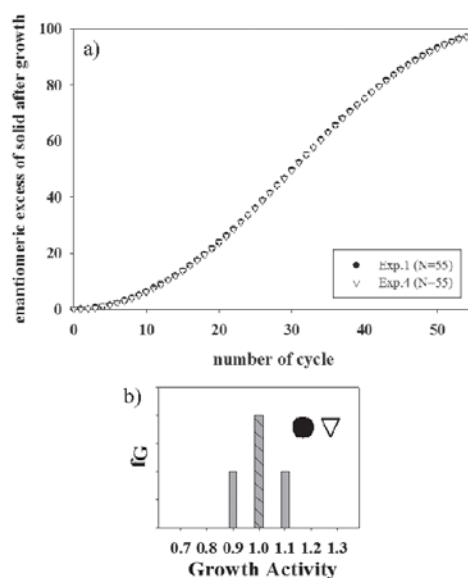 a)
enantiomeric excess of solid after growth
100
80
60
40
20
0
Exp.1 (N=55)
Exp.4 (N=55)
0 10 20 30 40 50
number of cycle
b)
fG
0.7 0.8 0.9 1.0 1.1 1.2 1.3
Growth Activity